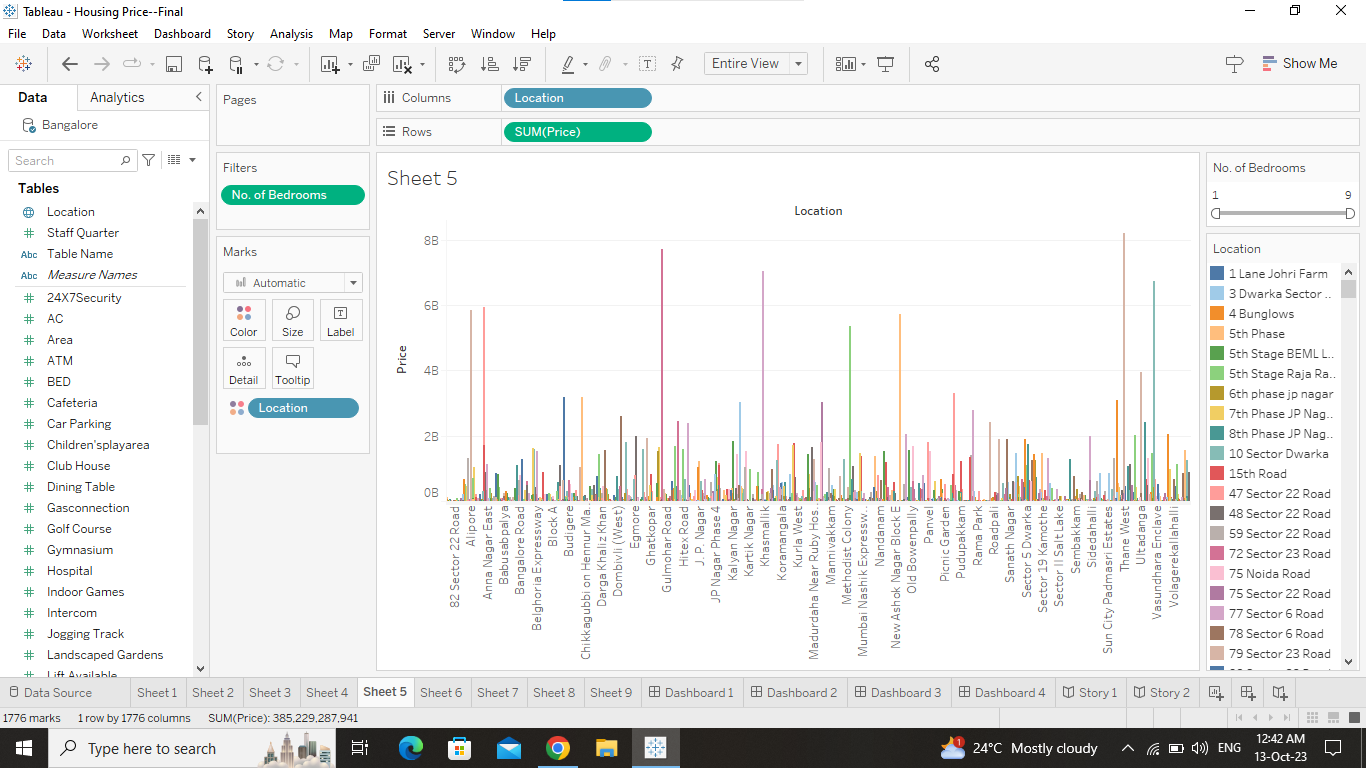 Tableau - Housing Price--Final
File Data Worksheet Dashboard Story Analysis Map Format Server Window Help
Entire View
Show Me
Data Analytics
Bangalore
Search
Tables
Location
Staff Quarter
Abc Table Name
Abc Measure Names
24X7Security
AC
Area
ATM
BED
Cafeteria
Car Parking
Children'splayarea
Club House
Dining Table
Gasconnection
Golf Course
Gymnasium
Hospital
Indoor Games
Intercom
Jogging Track
Landscaped Gardens
Lift Available
Pages
Filters
No. of Bedrooms
Marks
Automatic
Color Size Label
Detail Tooltip
Location
Columns Location
Rows SUM(Price)
Sheet 5
Location
Price
8B
6B
4B
2B
0B
82 Sector 22 Road
Alipore
Anna Nagar East
Babusabpalya
Bangalore Road
Belghoria Expressway
Block A
Budigere
Chikkagubbi on Hennur Ma..
Darga Khaliz Khan
Dombivli (West)
Egmore
Ghatkopar
Gulmohar Road
Hitex Road
J. P. Nagar
JP Nagar Phase 4
Kalyan Nagar
Kartik Nagar
Khasmallik
Koramangala
Kurla West
Madurdaha Near Ruby Hos..
Mannivakkam
Methodist Colony
Mumbai Nashik Expressw..
Nandanam
New Ashok Nagar Block E
Old Bowenpally
Panvel
Picnic Garden
Pudupakkam
Rama Park
Roadpali
Sanath Nagar
Sector 5 Dwarka
Sector 19 Kamothe
Sector II Salt Lake
Sembakkam
Sidedahalli
Sun City Padmasri Estates
Thane West
Ultadanga
Vasundhara Enclave
Volagerekallahalli
No. of Bedrooms
1 9
Location
1 Lane Johri Farm
3 Dwarka Sector ..
4 Bunglows
5th Phase
5th Stage BEML L..
5th Stage Raja Ra..
6th phase jp nagar
7th Phase JP Nag..
8th Phase JP Nag..
10 Sector Dwarka
15th Road
47 Sector 22 Road
48 Sector 22 Road
59 Sector 22 Road
72 Sector 23 Road
75 Noida Road
75 Sector 22 Road
77 Sector 6 Road
78 Sector 6 Road
79 Sector 23 Road
Data Source Sheet 1 Sheet 2 Sheet 3 Sheet 4 Sheet 5 Sheet 6 Sheet 7 Sheet 8 Sheet 9 Dashboard 1 Dashboard 2 Dashboard 3 Dashboard 4 Story 1 Story 2
1776 marks 1 row by 1776 columns SUM(Price): 385,229,287,941
Type here to search
1
24°C Mostly cloudy
ENG
12:42 AM
13-Oct-23